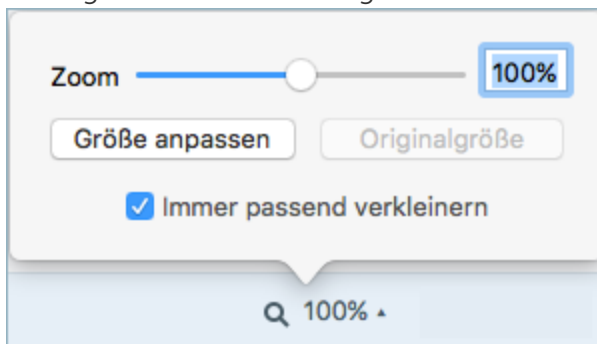 Zoom 100%
Größe anpassen Originalgröße
Immer passend verkleinern
100%